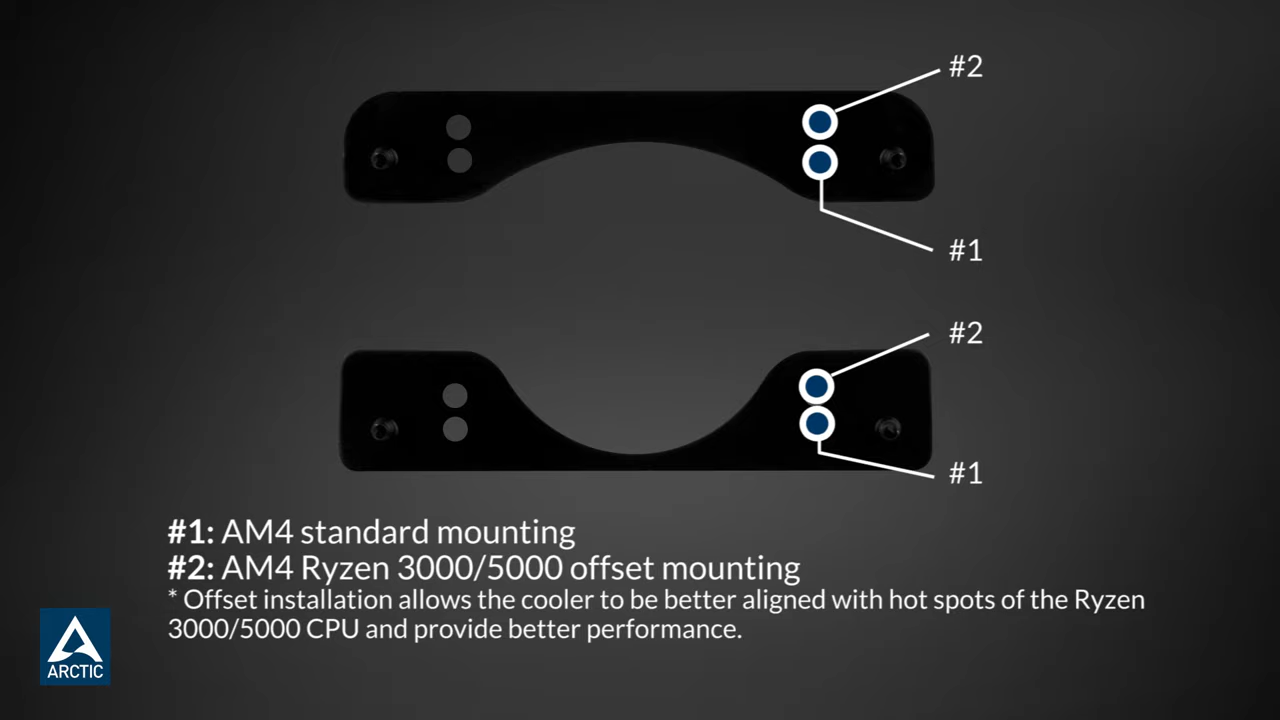 #2
#1
#2
#1
#1: AM4 standard mounting
#2: AM4 Ryzen 3000/5000 offset mounting
* Offset installation allows the cooler to be better aligned with hot spots of the Ryzen
3000/5000 CPU and provide better performance.
ARCTIC